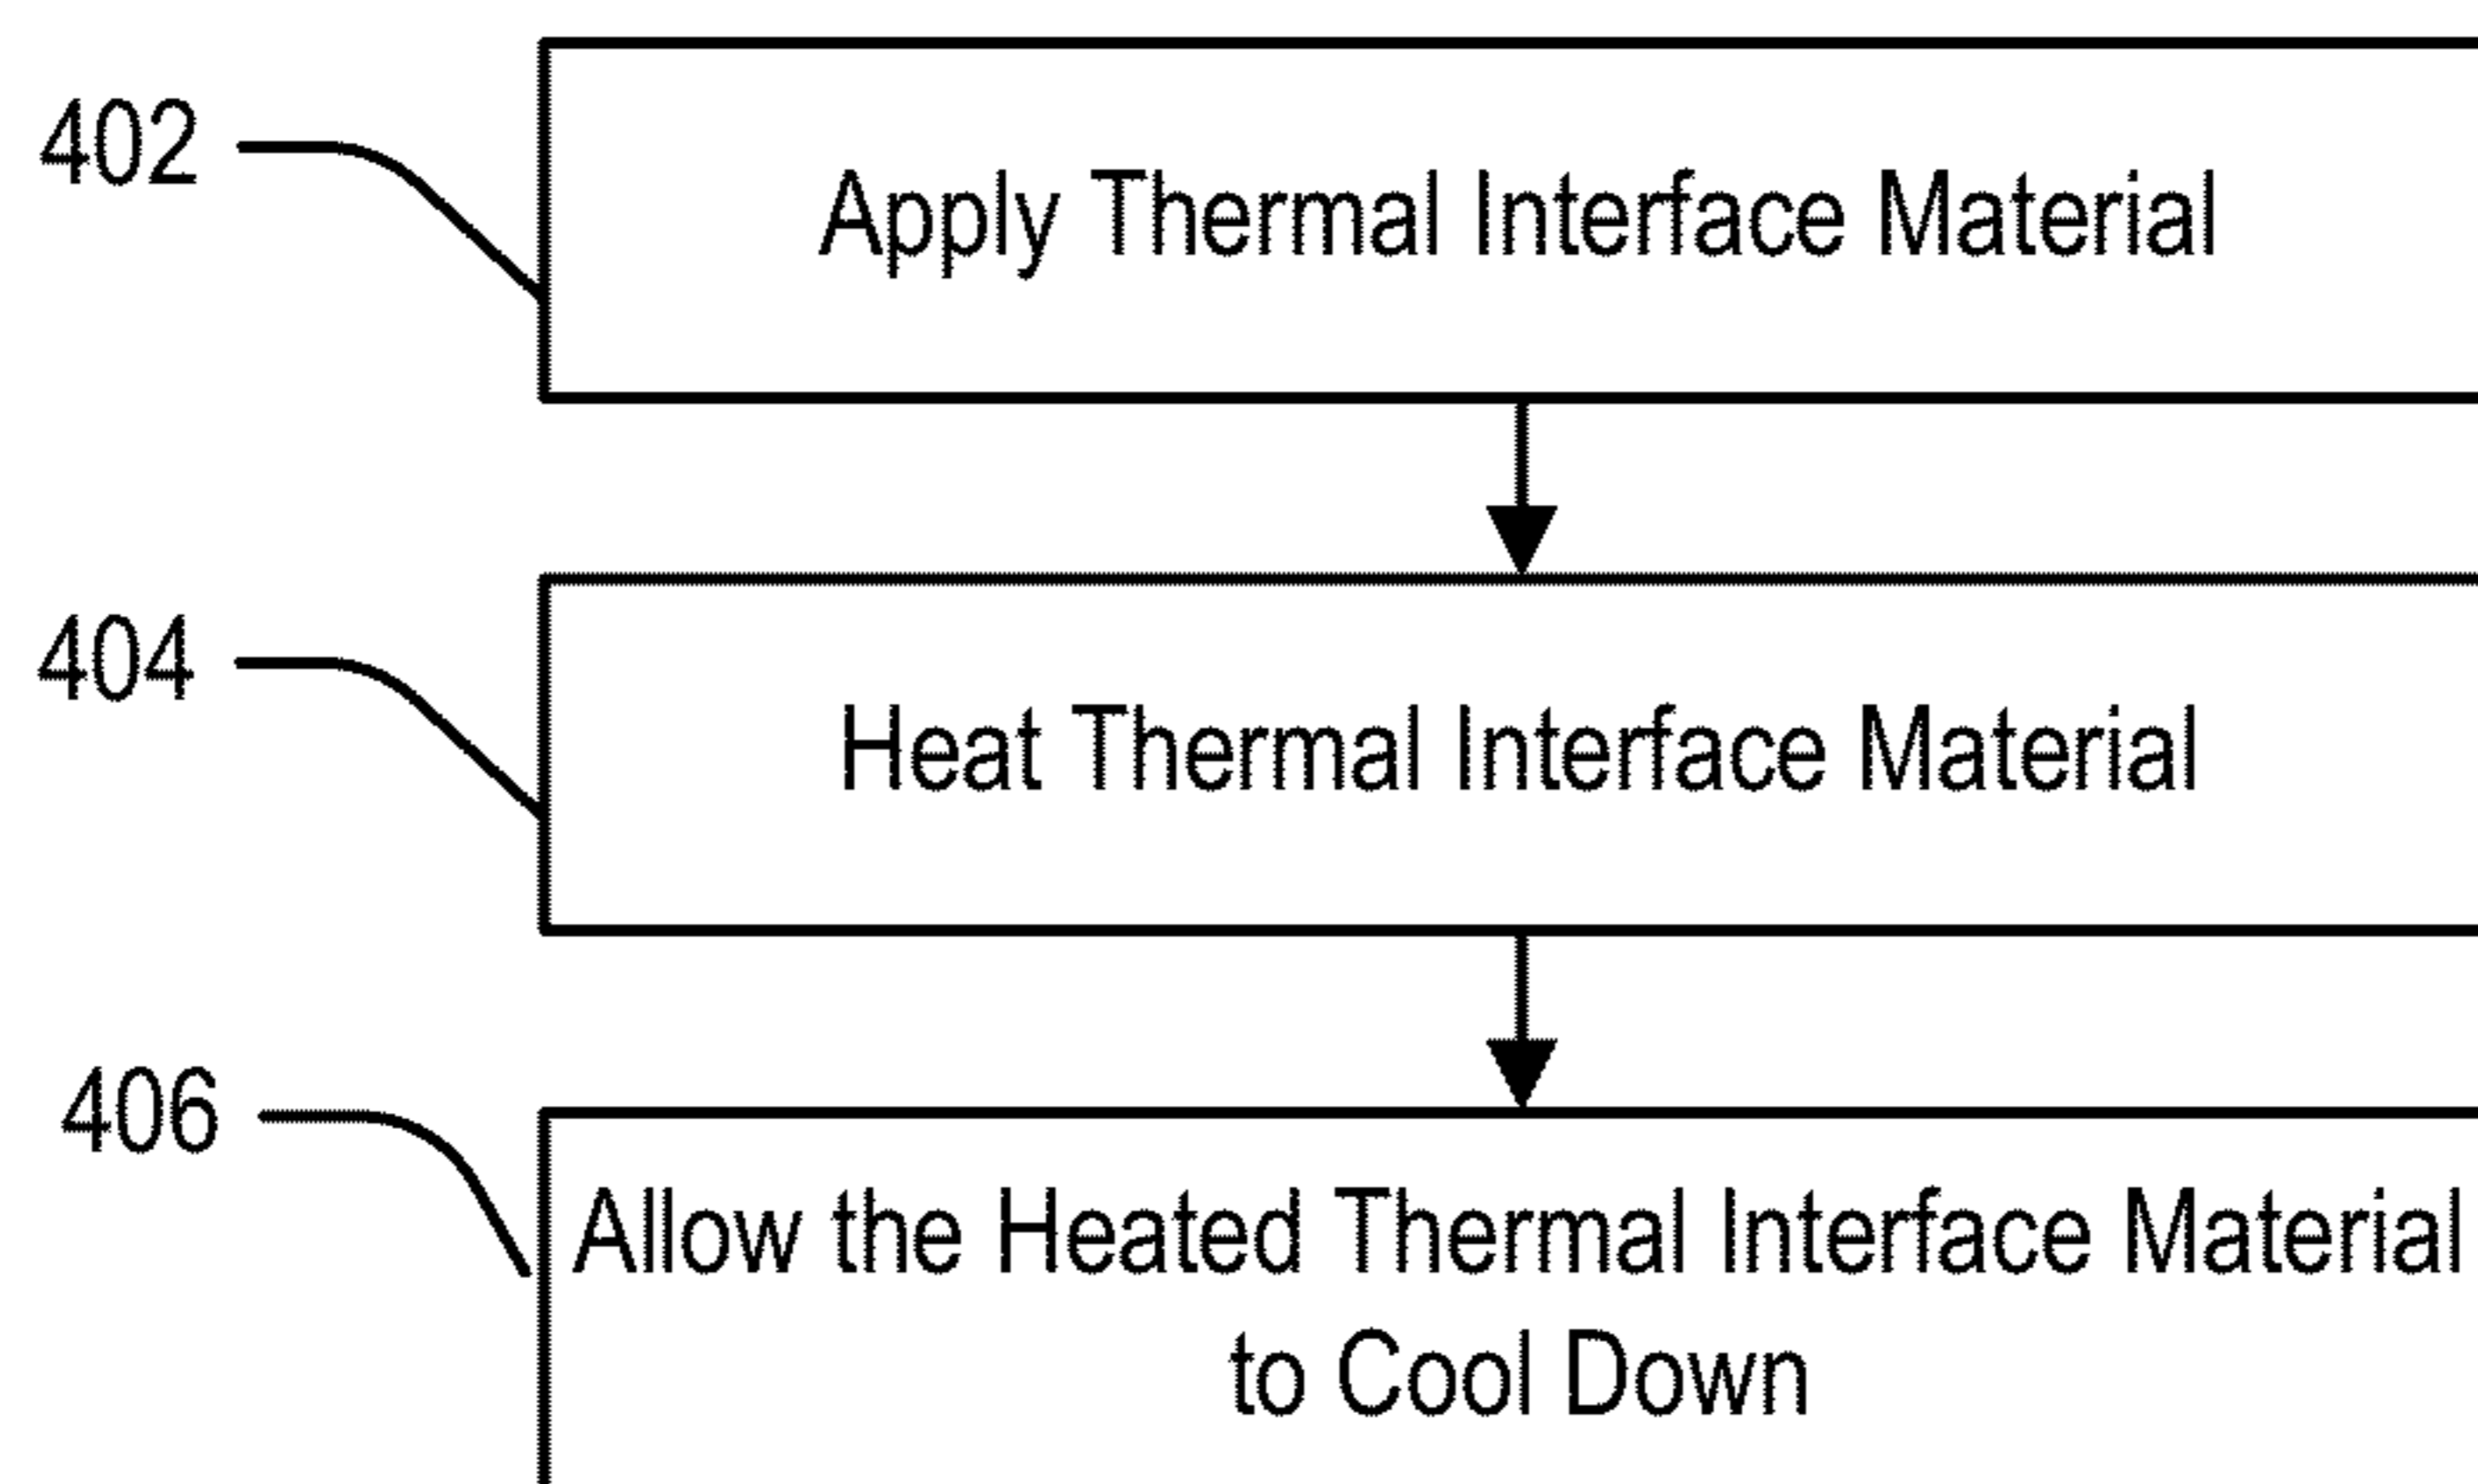 402
Apply Thermal Interface Material
404
Heat Thermal Interface Material
406
Allow the Heated Thermal Interface Material
to Cool Down